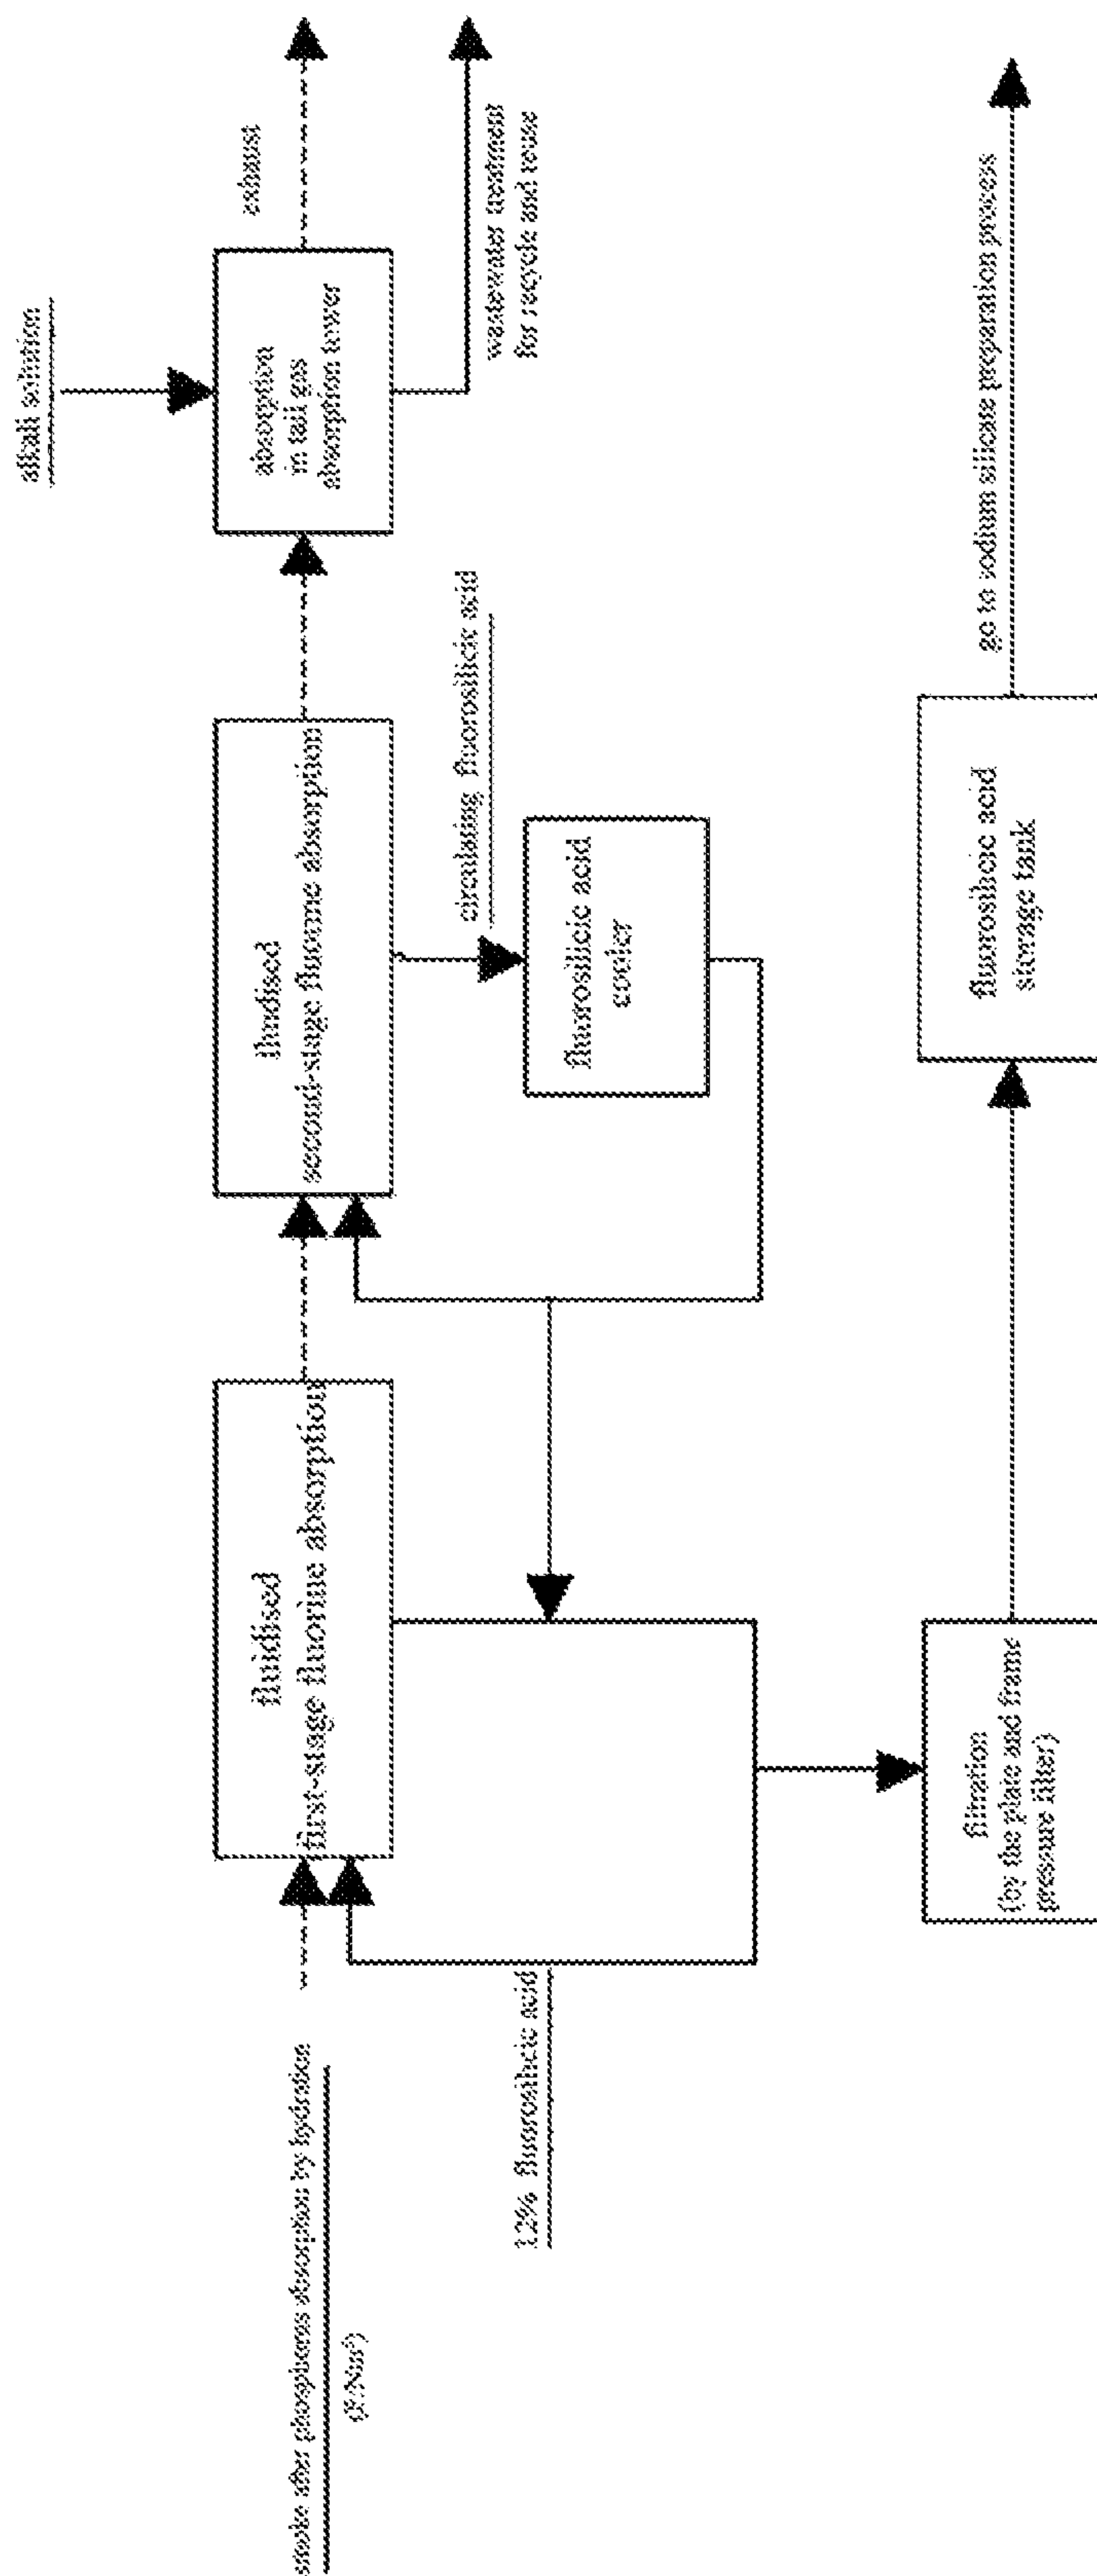 smoke after phosphorus absorption by hydration
fluidised
first-stage fluorine absorption
12% fluorosilicic acid
filtration
(by the plate and frame
pressure filter)
fluidised
second-stage fluorine absorption
circulating fluorosilicic acid
fluorosilicic acid
cooler
fluorosilicic acid
storage tank
go to sodium silicate preparation process
alkali solution
absorption
in tail gas
absorption tower
exhaust
wastewater treatment
for recycle and reuse